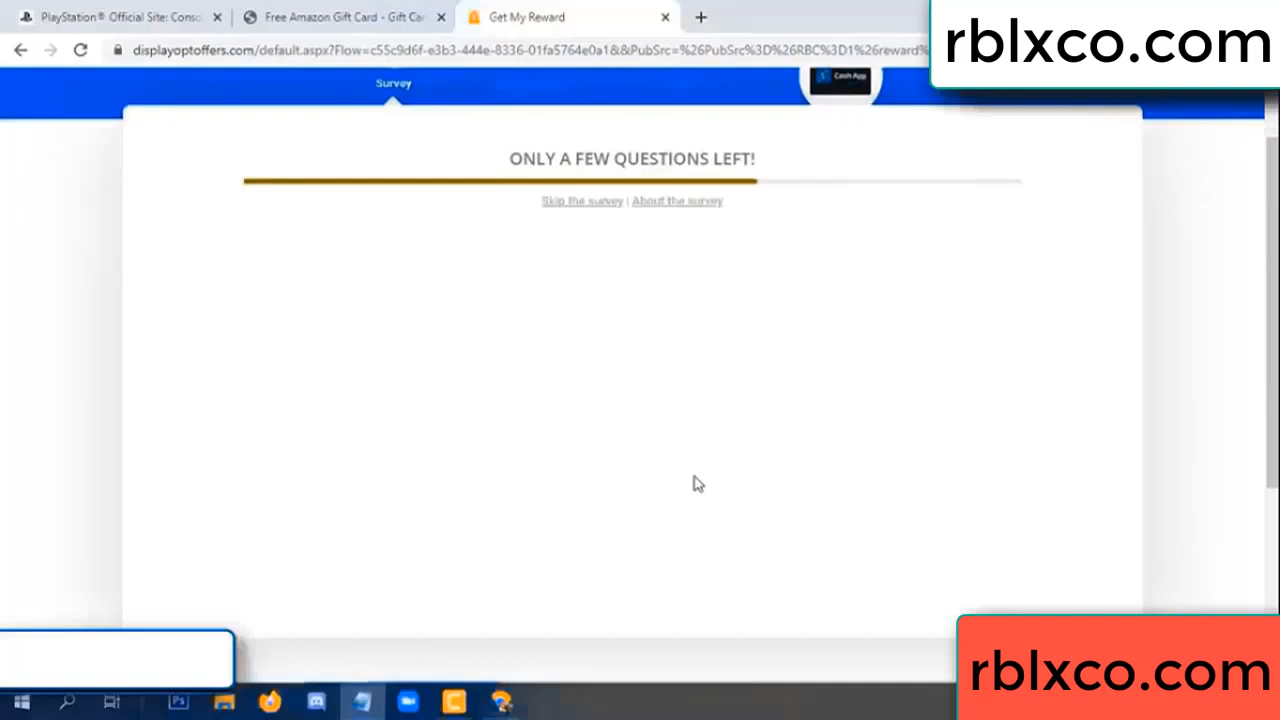 PlayStation® Official Site: Conso
Free Amazon Gift Card - Gift Car
Get My Reward
displayoptoffers.com/default.aspx?Flow=c55c9d6f-e3b3-444e-8336-01fa5764e0a1&&PubSrc=%26PubSrc%3D%26RBC%3D1%26reward%
rblxco.com
Survey
Cash App
ONLY A FEW QUESTIONS LEFT!
Skip the survey | About the survey
rblxco.com
Ps